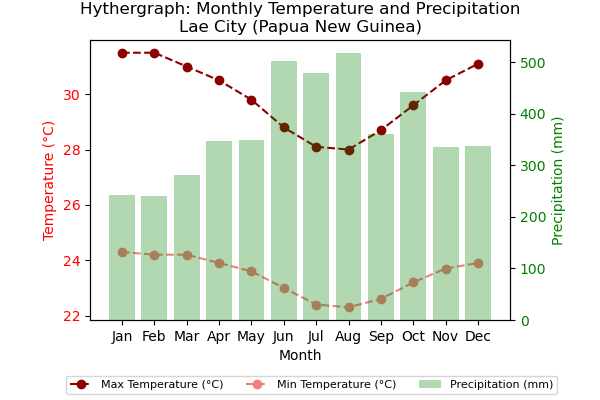 Hythergraph: Monthly Temperature and Precipitation
Lae City (Papua New Guinea)
Temperature (°C)
30
28
26
24
22
500
400
300
200
100
0
Precipitation (mm)
Jan Feb Mar Apr May Jun Jul Aug Sep Oct Nov Dec
Month
Max Temperature (°C) Min Temperature (°C) Precipitation (mm)